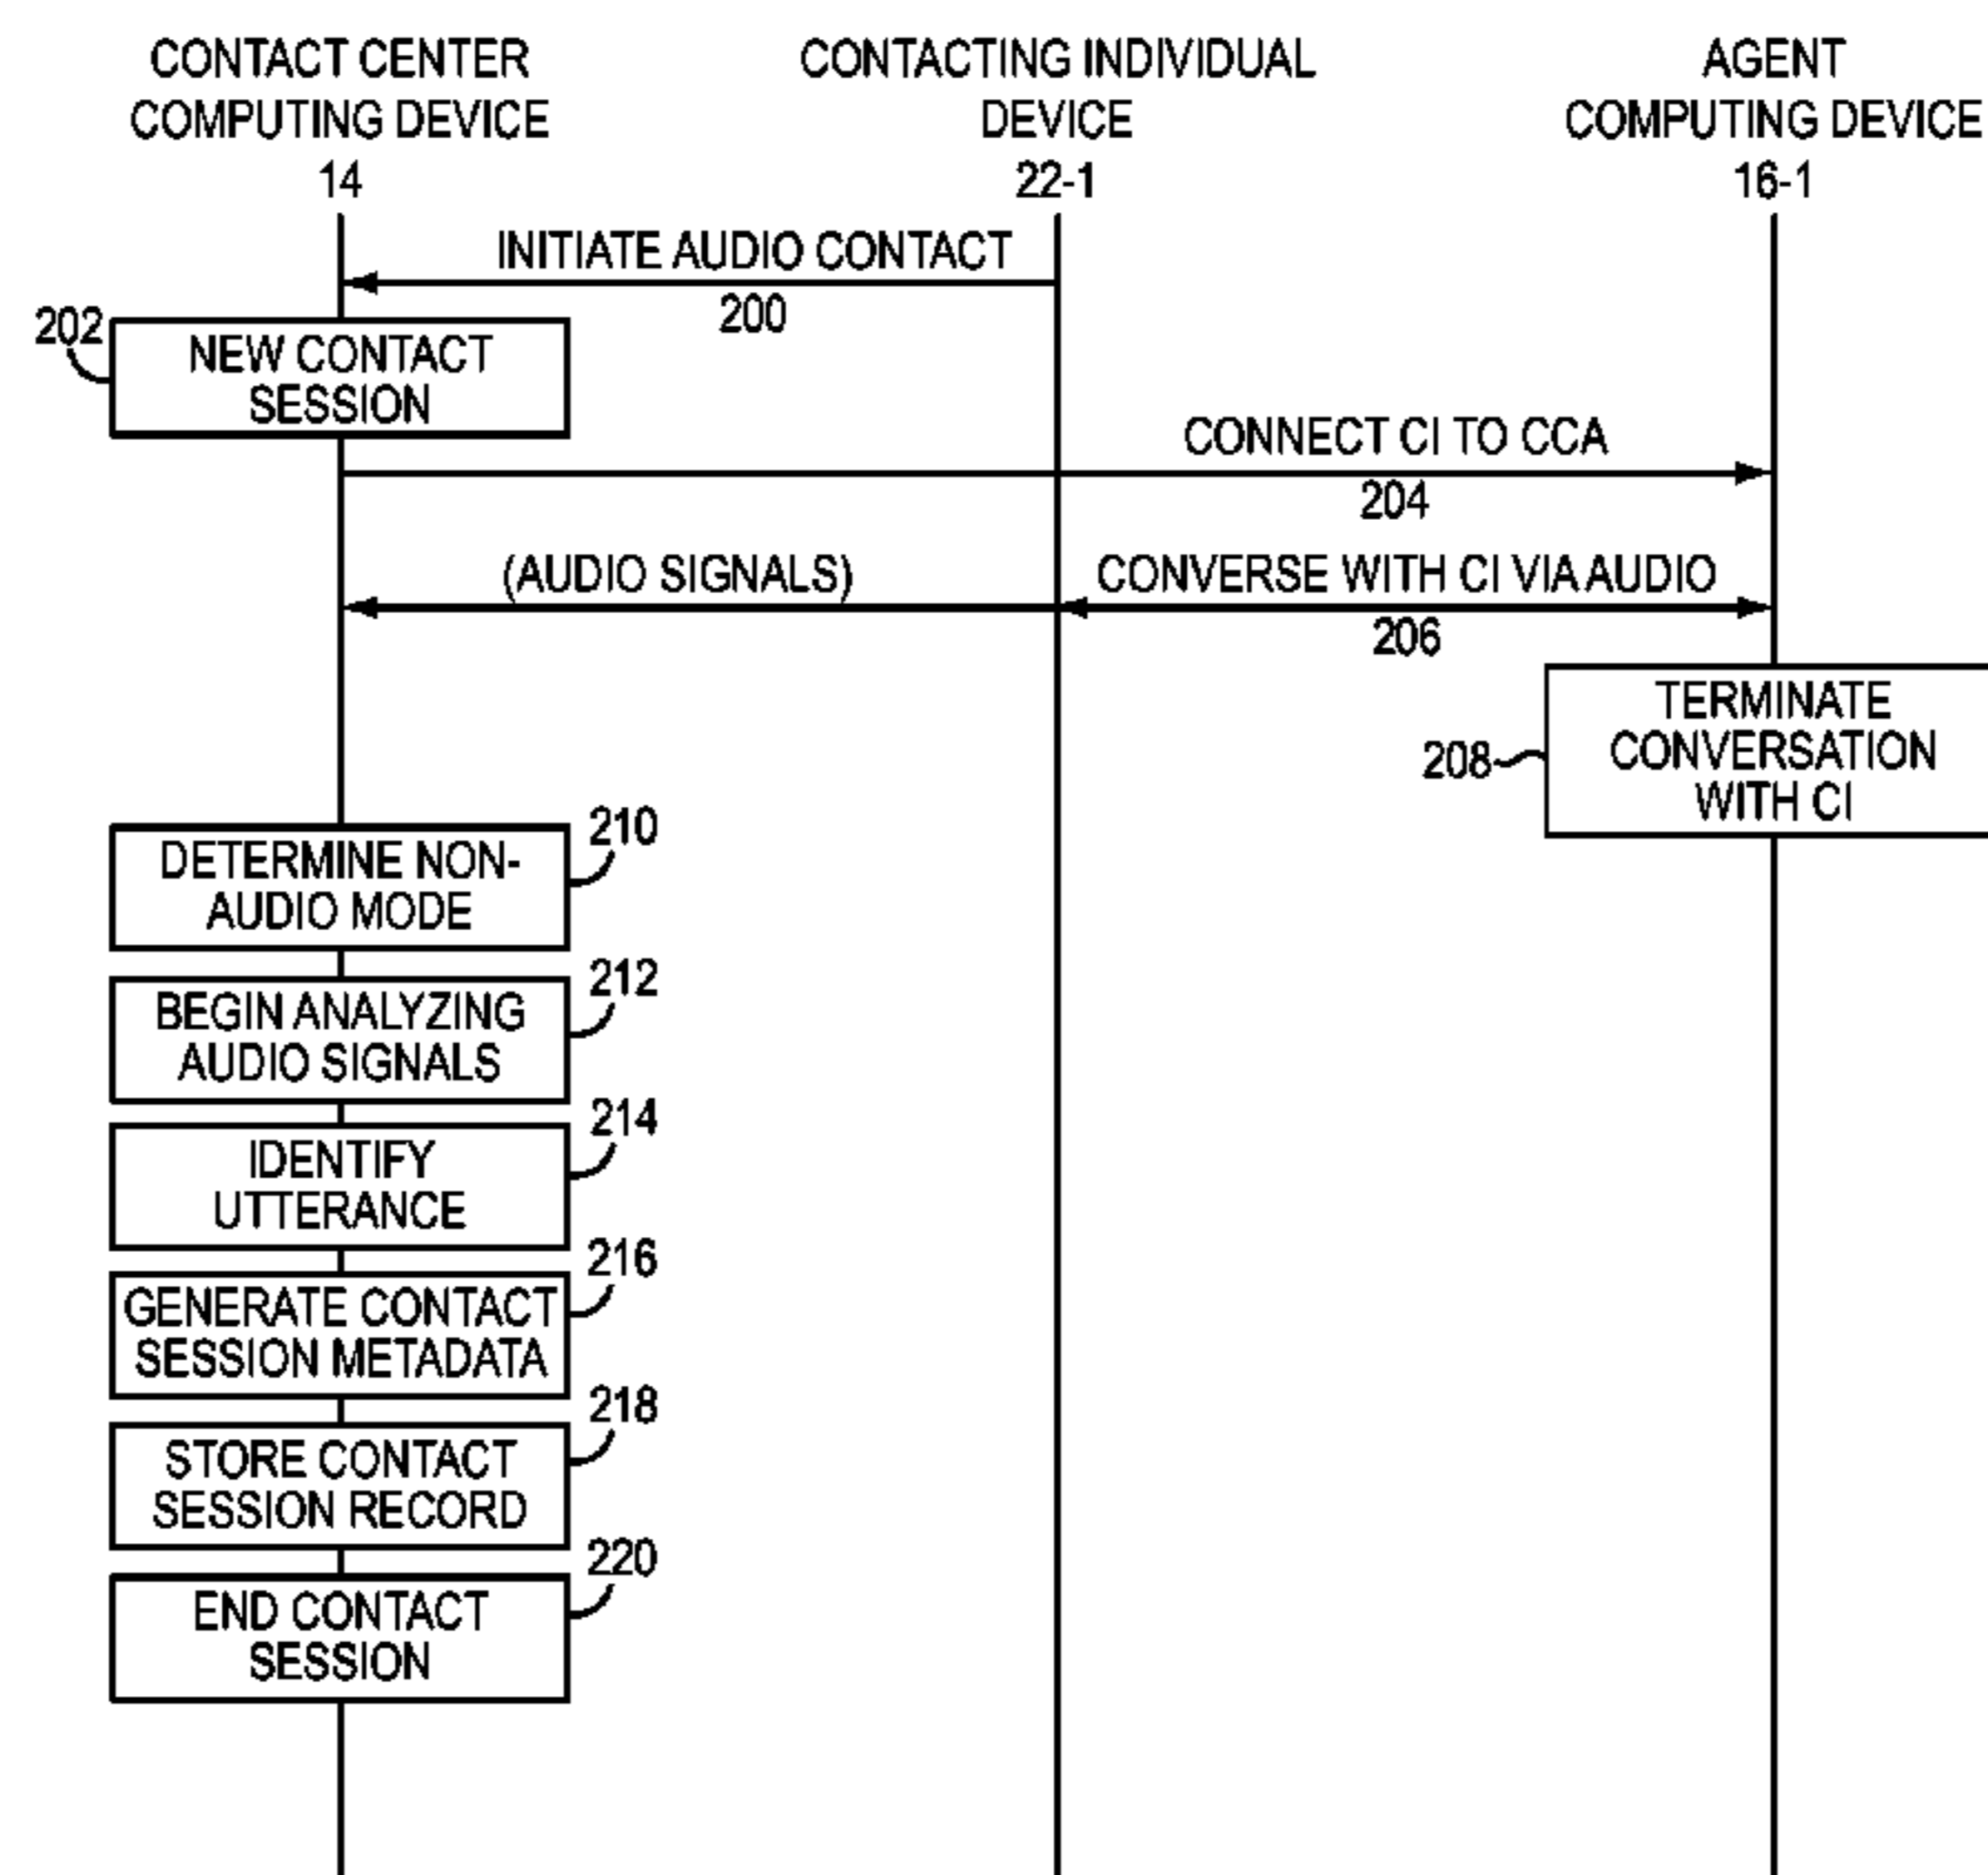 CONTACT CENTER
COMPUTING DEVICE
14
CONTACTING INDIVIDUAL
DEVICE
22-1
AGENT
COMPUTING DEVICE
16-1
INITIATE AUDIO CONTACT
200
202
NEW CONTACT
SESSION
CONNECT CI TO CCA
204
(AUDIO SIGNALS)
CONVERSE WITH CI VIA AUDIO
206
208
TERMINATE
CONVERSATION
WITH CI
210
DETERMINE NON-
AUDIO MODE
212
BEGIN ANALYZING
AUDIO SIGNALS
214
IDENTIFY
UTTERANCE
216
GENERATE CONTACT
SESSION METADATA
218
STORE CONTACT
SESSION RECORD
220
END CONTACT
SESSION